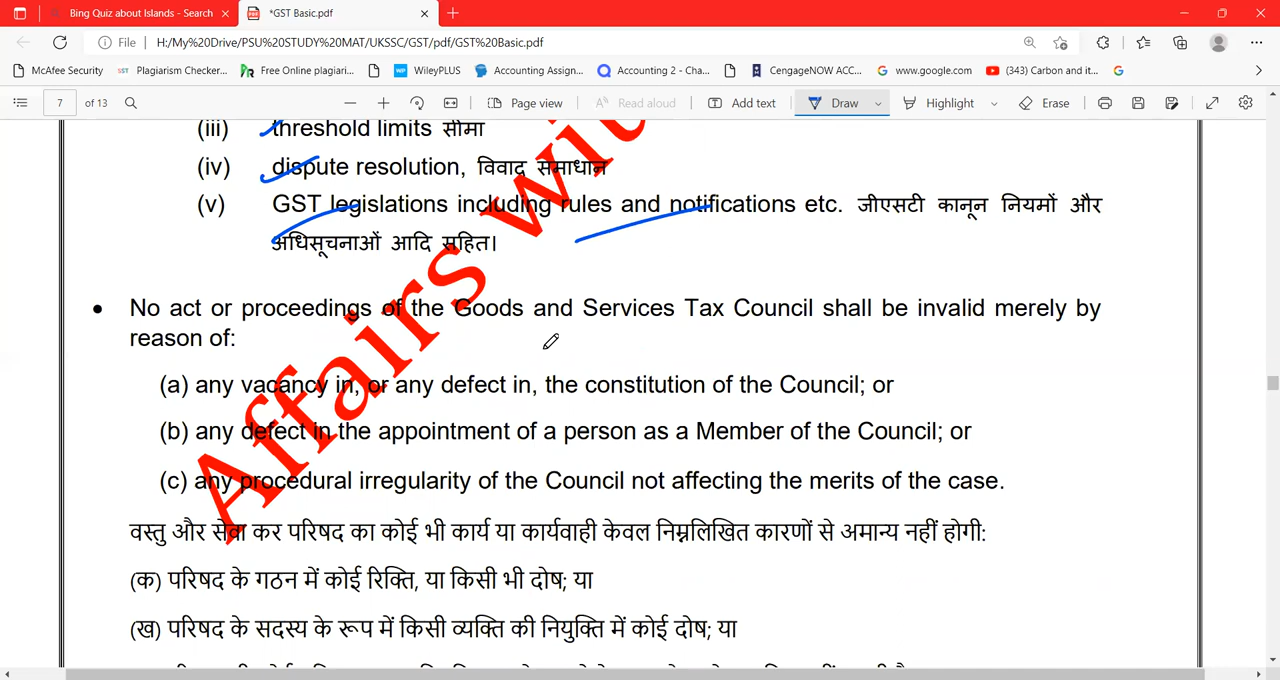 Bing Quiz about Islands - Search
*GST Basic.pdf
File
H:/My%20Drive/PSU%20STUDY%20MAT/UKSSC/GST/pdf/GST%20Basic.pdf
McAfee Security
SST Plagiarism Checker...
Free Online plagiari...
WP WileyPLUS
Accounting Assign...
Accounting 2 - Cha...
CengageNOW ACC...
www.google.com
(343) Carbon and it...
7 of 13
Page view
Read aloud
Add text
Draw
Highlight
Erase
(iii) threshold limits सीमा
(iv) dispute resolution, विवाद समाधान
(v) GST legislations including rules and notifications etc. जीएसटी कानून नियमों और
अधिसूचनाओं आदि सहित।
• No act or proceedings of the Goods and Services Tax Council shall be invalid merely by
reason of:
(a) any vacancy in, or any defect in, the constitution of the Council; or
(b) any defect in the appointment of a person as a Member of the Council; or
(c) any procedural irregularity of the Council not affecting the merits of the case.
वस्तु और सेवा कर परिषद का कोई भी कार्य या कार्यवाही केवल निम्नलिखित कारणों से अमान्य नहीं होगी:
(क) परिषद के गठन में कोई रिक्ति, या किसी भी दोष; या
(ख) परिषद के सदस्य के रूप में किसी व्यक्ति की नियुक्ति में कोई दोष; या
Affairs wit